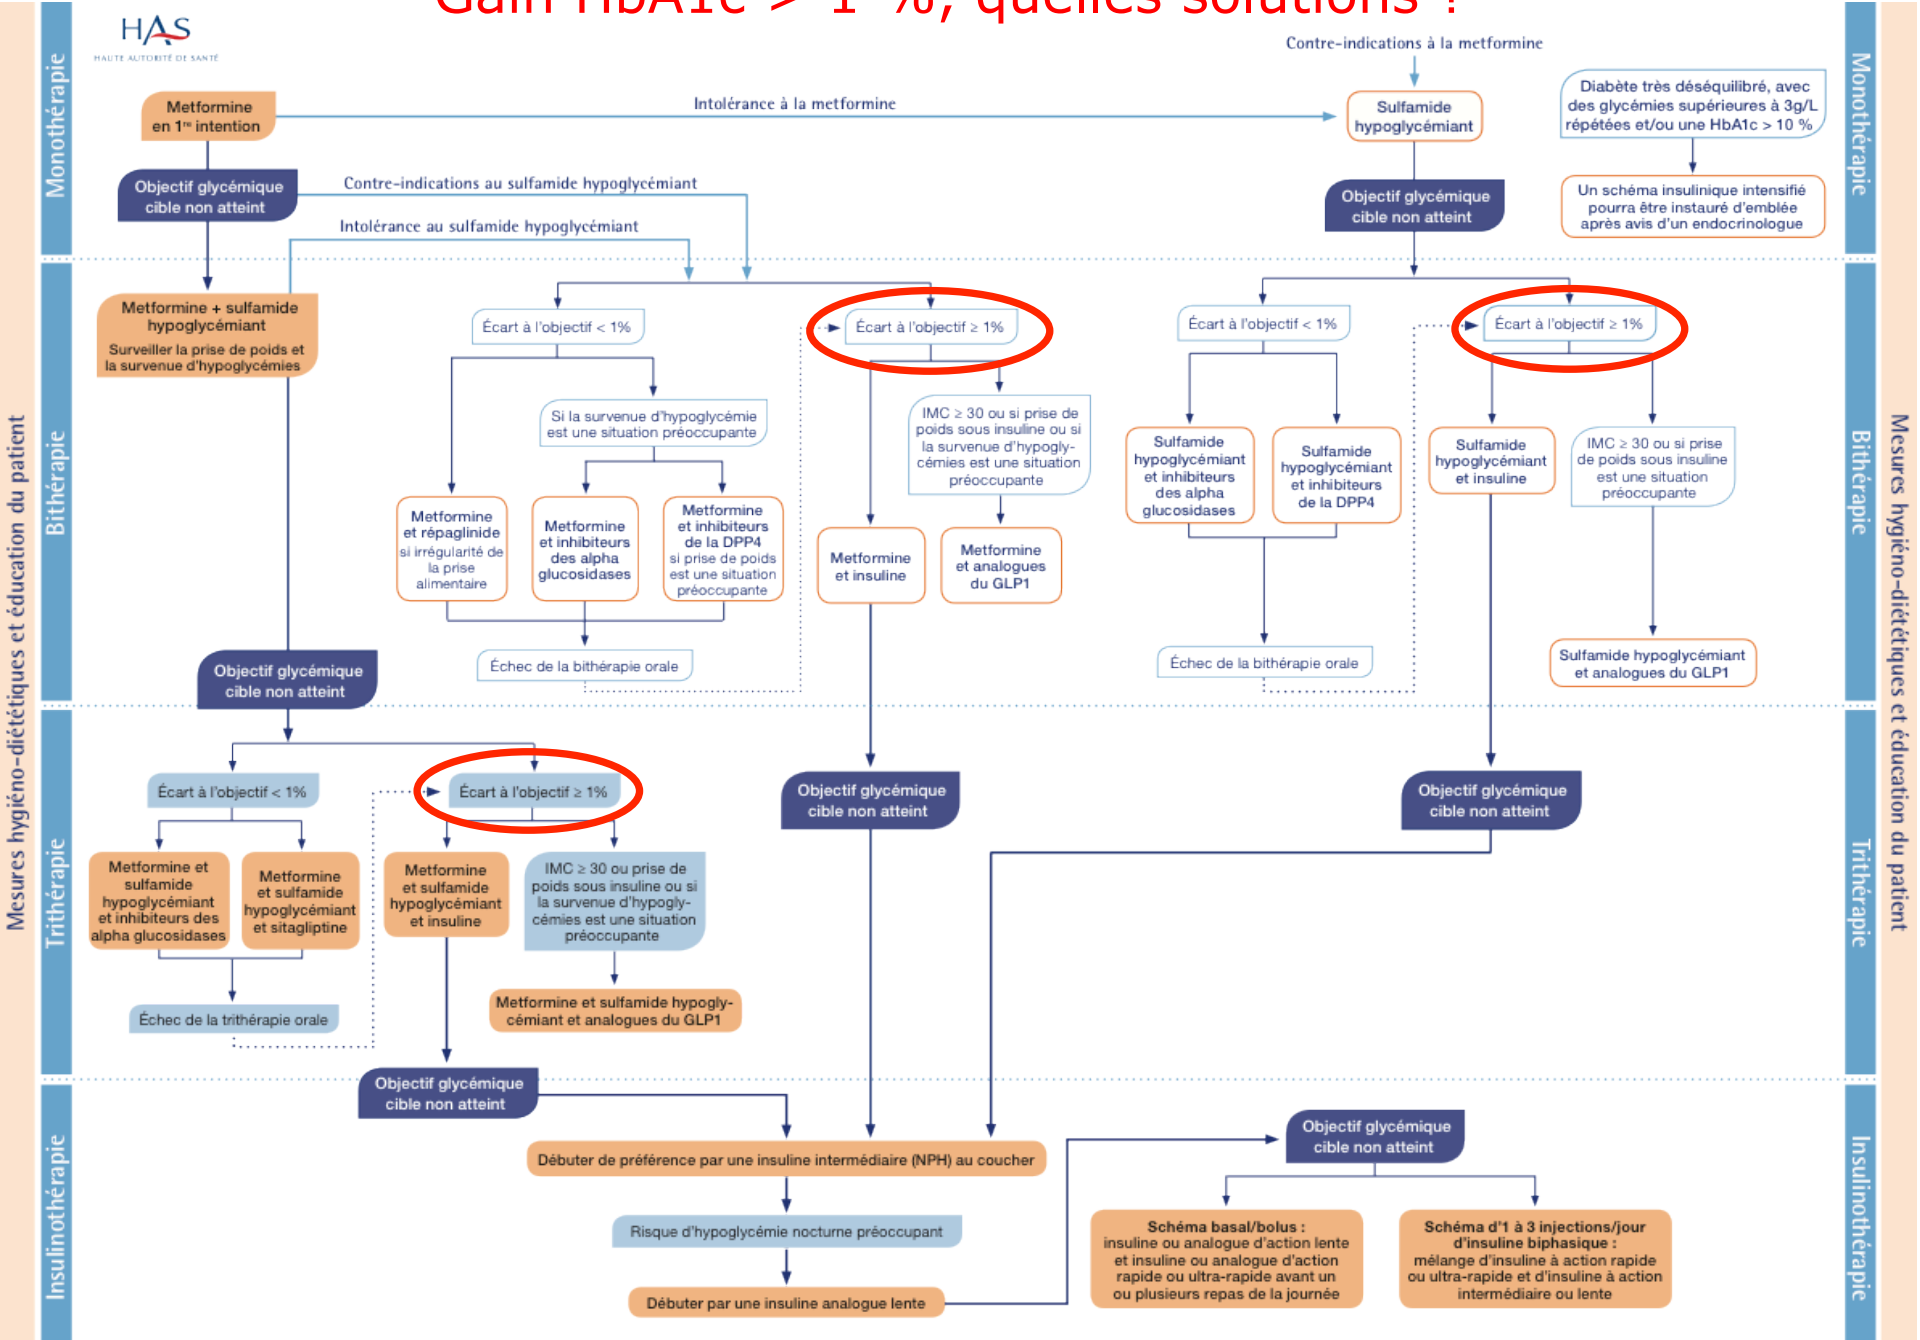 Gain HbA1c > 1 %, quelles solutions ?
HAS
HAUTE AUTORITÉ DE SANTÉ
Mesures hygiéno-diététiques et éducation du patient
Monothérapie
Metformine
en 1re intention
Intolérance à la metformine
Contre-indications à la metformine
Sulfamide
hypoglycémiant
Diabète très déséquilibré, avec
des glycémies supérieures à 3g/L
répétées et/ou une HbA1c > 10 %
Objectif glycémique
cible non atteint
Contre-indications au sulfamide hypoglycémiant
Intolérance au sulfamide hypoglycémiant
Objectif glycémique
cible non atteint
Un schéma insulinique intensifié
pourra être instauré d'emblée
après avis d'un endocrinologue
Monothérapie
Bithérapie
Metformine + sulfamide
hypoglycémiant
Surveiller la prise de poids et
la survenue d'hypoglycémies
Écart à l'objectif < 1%
Écart à l'objectif ≥ 1%
Si la survenue d'hypoglycémie
est une situation préoccupante
IMC ≥ 30 ou si prise de
poids sous insuline ou si
la survenue d'hypogly-
cémies est une situation
préoccupante
Metformine
et répaglinide
si irrégularité de
la prise
alimentaire
Metformine
et inhibiteurs
des alpha
glucosidases
Metformine
et inhibiteurs
de la DPP4
si prise de poids
est une situation
préoccupante
Metformine
et insuline
Metformine
et analogues
du GLP1
Échec de la bithérapie orale
Écart à l'objectif < 1%
Écart à l'objectif ≥ 1%
Sulfamide
hypoglycémiant
et inhibiteurs
des alpha
glucosidases
Sulfamide
hypoglycémiant
et inhibiteurs
de la DPP4
Sulfamide
hypoglycémiant
et insuline
IMC ≥ 30 ou si prise
de poids sous insuline
est une situation
préoccupante
Échec de la bithérapie orale
Sulfamide hypoglycémiant
et analogues du GLP1
Bithérapie
Objectif glycémique
cible non atteint
Trithérapie
Écart à l'objectif < 1%
Écart à l'objectif ≥ 1%
Metformine et
sulfamide
hypoglycémiant
et inhibiteurs des
alpha glucosidases
Metformine
et sulfamide
hypoglycémiant
et sitagliptine
Metformine
et sulfamide
hypoglycémiant
et insuline
IMC ≥ 30 ou prise de
poids sous insuline ou si
la survenue d'hypogly-
cémies est une situation
préoccupante
Échec de la trithérapie orale
Metformine et sulfamide hypogly-
cémiant et analogues du GLP1
Objectif glycémique
cible non atteint
Objectif glycémique
cible non atteint
Trithérapie
Objectif glycémique
cible non atteint
Insulinothérapie
Débuter de préférence par une insuline intermédiaire (NPH) au coucher
Risque d'hypoglycémie nocturne préoccupant
Débuter par une insuline analogue lente
Objectif glycémique
cible non atteint
Schéma basal/bolus :
insuline ou analogue d'action lente
et insuline ou analogue d'action
rapide ou ultra-rapide avant un
ou plusieurs repas de la journée
Schéma d'1 à 3 injections/jour
d'insuline biphasique :
mélange d'insuline à action rapide
ou ultra-rapide et d'insuline à action
intermédiaire ou lente
Insulinothérapie
Mesures hygiéno-diététiques et éducation du patient